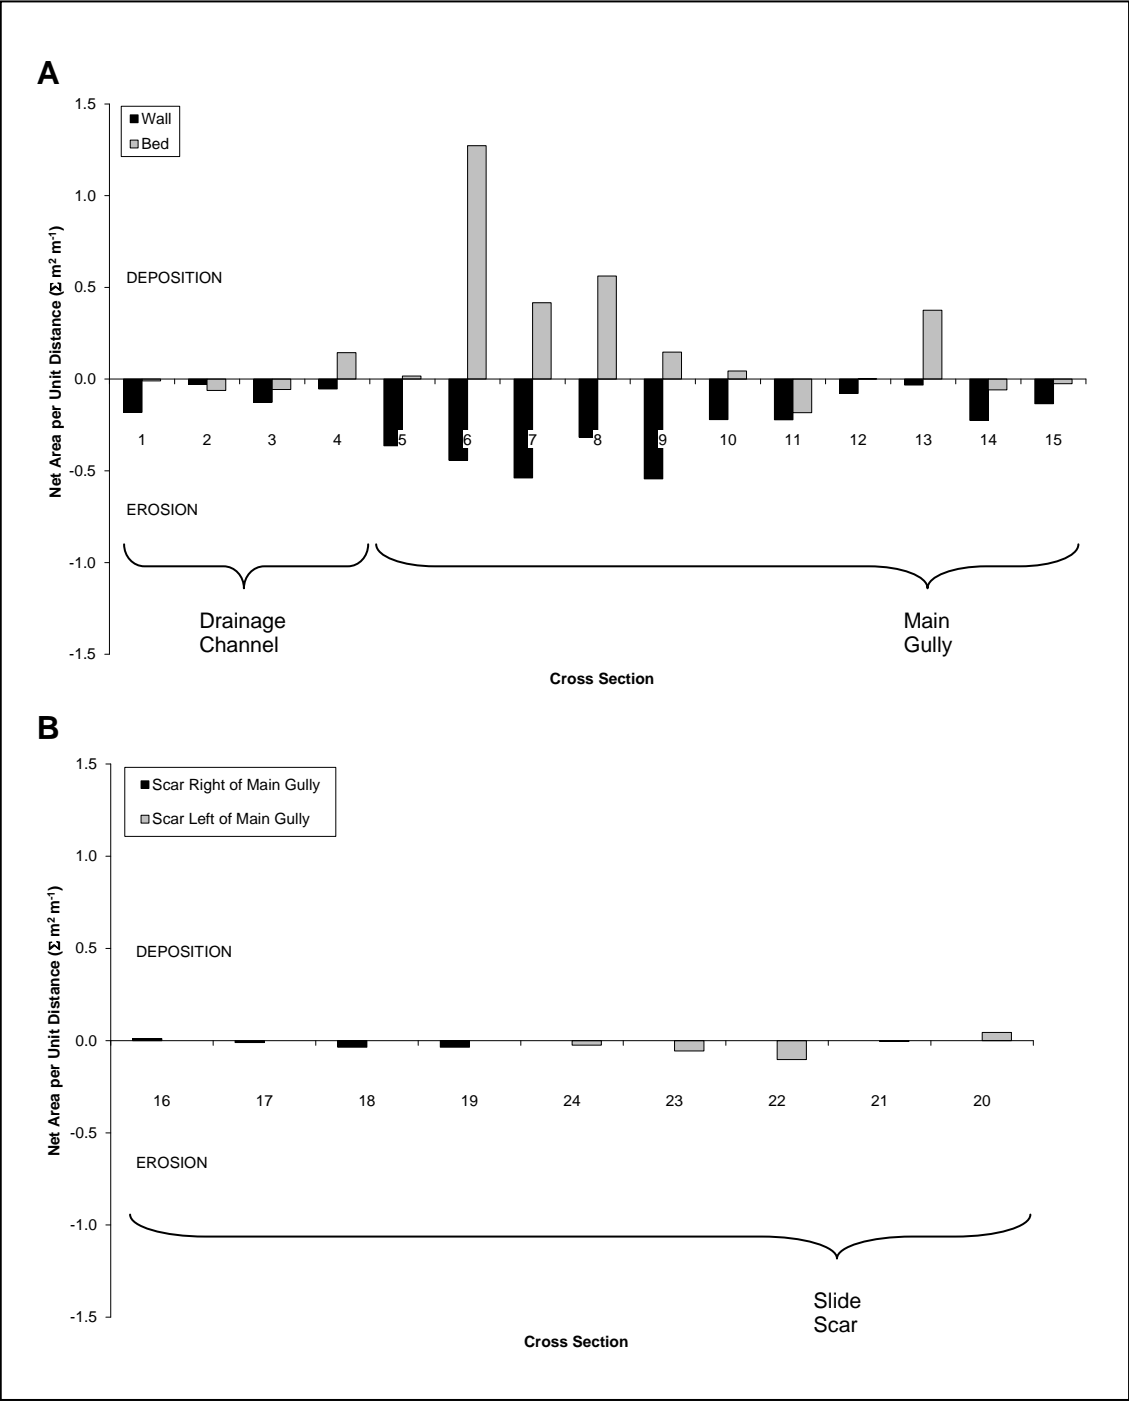 A
1.5
Wall
Bed
1.0
DEPOSITION
0.5
0.0
1 2 3 4 5 6 7 8 9 10 11 12 13 14 15
-0.5
EROSION
-1.0
Drainage
Channel
Main
Gully
-1.5
Net Area per Unit Distance (Σ m² m⁻¹)
Cross Section
B
1.5
Scar Right of Main Gully
Scar Left of Main Gully
1.0
DEPOSITION
0.5
0.0
16 17 18 19 24 23 22 21 20
-0.5
EROSION
-1.0
Slide
Scar
-1.5
Net Area per Unit Distance (Σ m² m⁻¹)
Cross Section